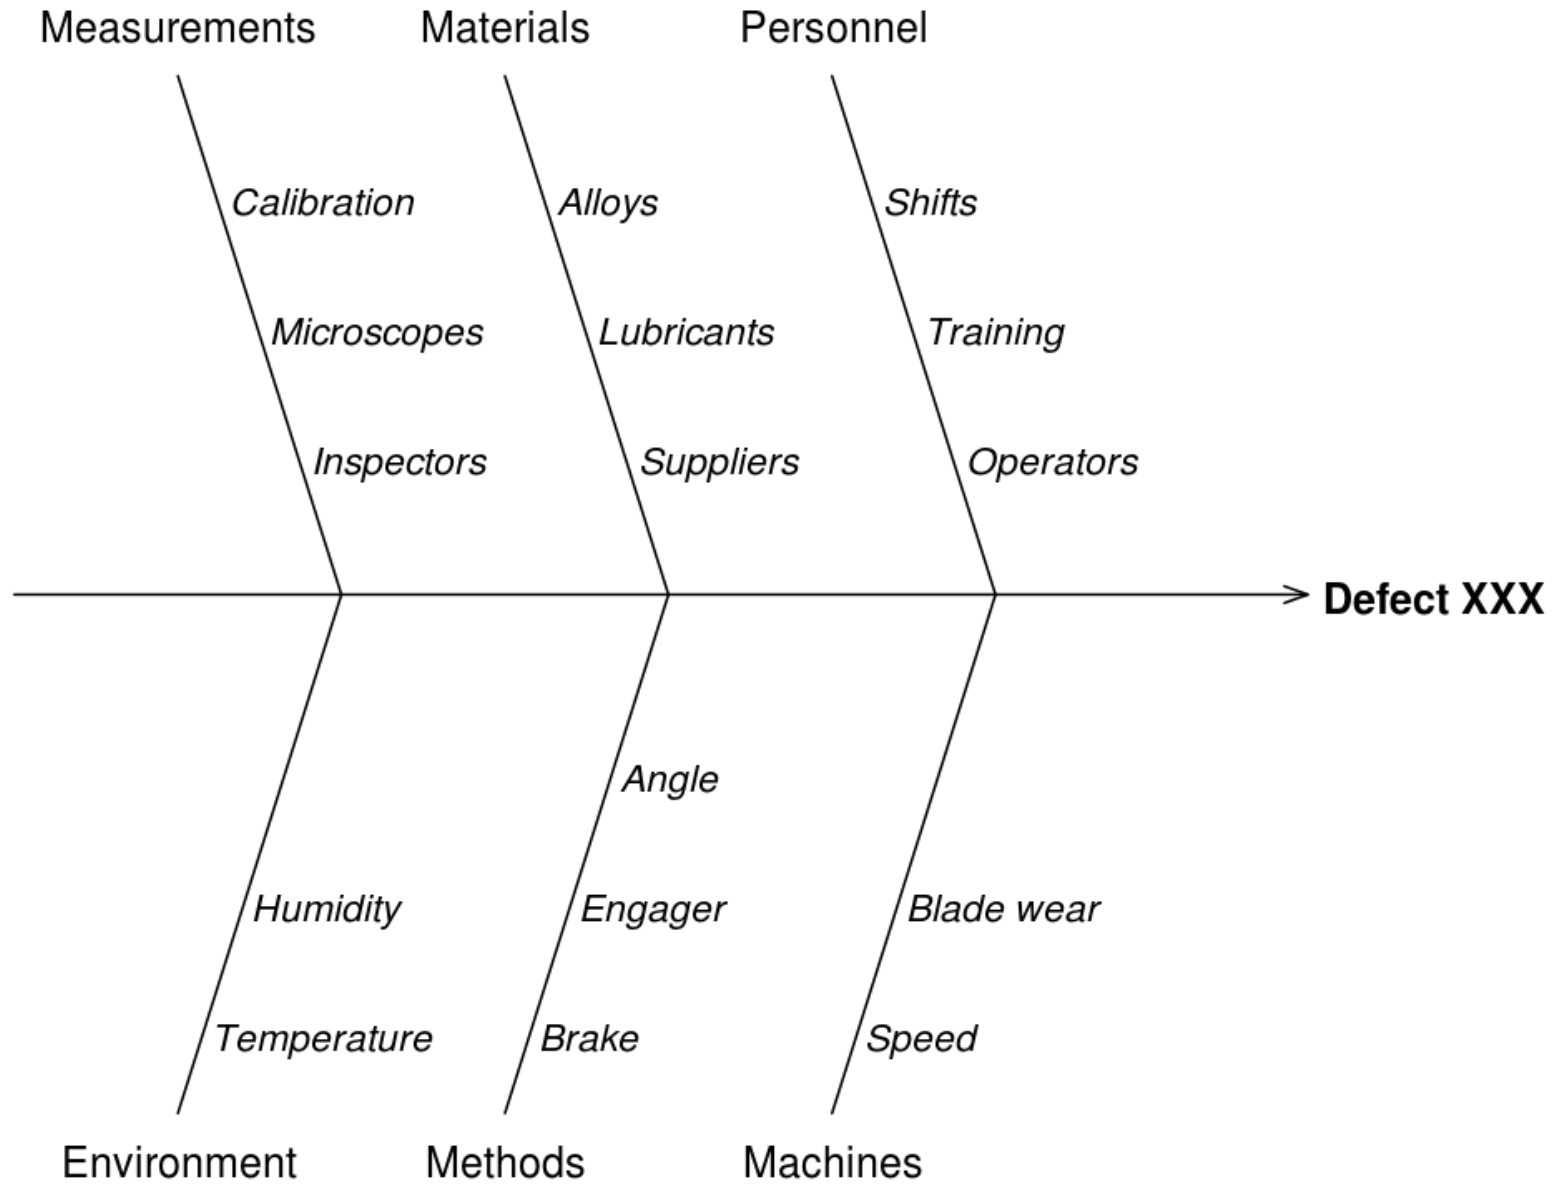 Measurements
Materials
Personnel
Calibration
Alloys
Shifts
Microscopes
Lubricants
Training
Inspectors
Suppliers
Operators
Defect XXX
Angle
Humidity
Engager
Blade wear
Temperature
Brake
Speed
Environment
Methods
Machines